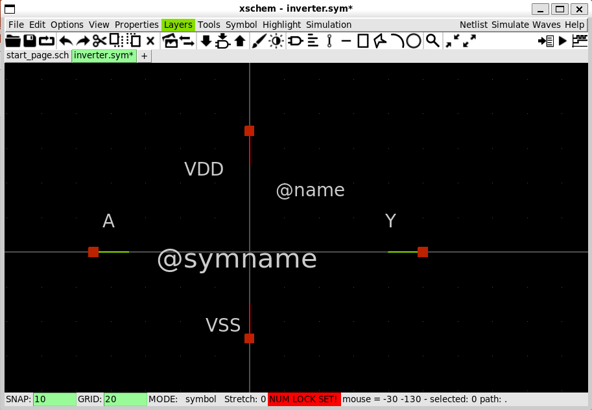 xschem - inverter.sym*
File Edit Options View Properties Layers Tools Symbol Highlight Simulation Netlist Simulate Waves Help
start_page.sch inverter.sym* +
VDD
@name
A
Y
@symname
VSS
SNAP: 10 GRID: 20 MODE: symbol Stretch: 0 NUM LOCK SET! mouse = -30 -130 - selected: 0 path: .